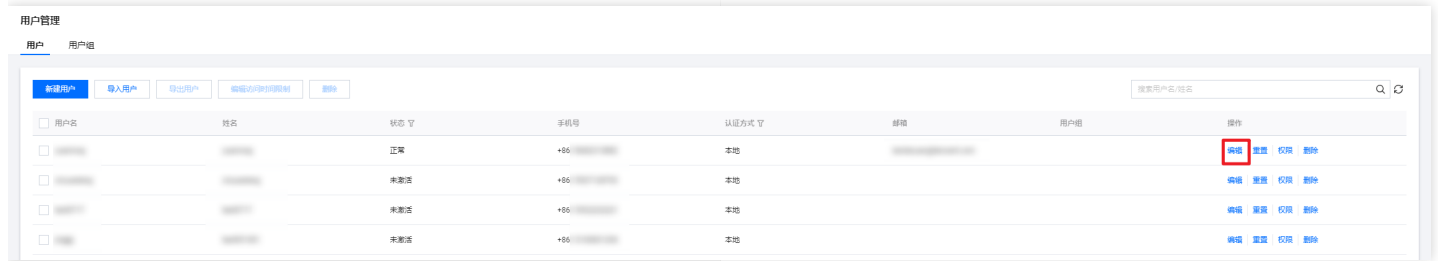 用户管理
用户 用户组
新建用户 导入用户 导出用户 编辑访问时间限制 删除 搜索用户名/姓名
用户名 姓名 状态 手机号 认证方式 邮箱 用户组 操作
正常 +86 本地 编辑 重置 权限 删除
未激活 +86 本地 编辑 重置 权限 删除
未激活 +86 本地 编辑 重置 权限 删除
未激活 +86 本地 编辑 重置 权限 删除